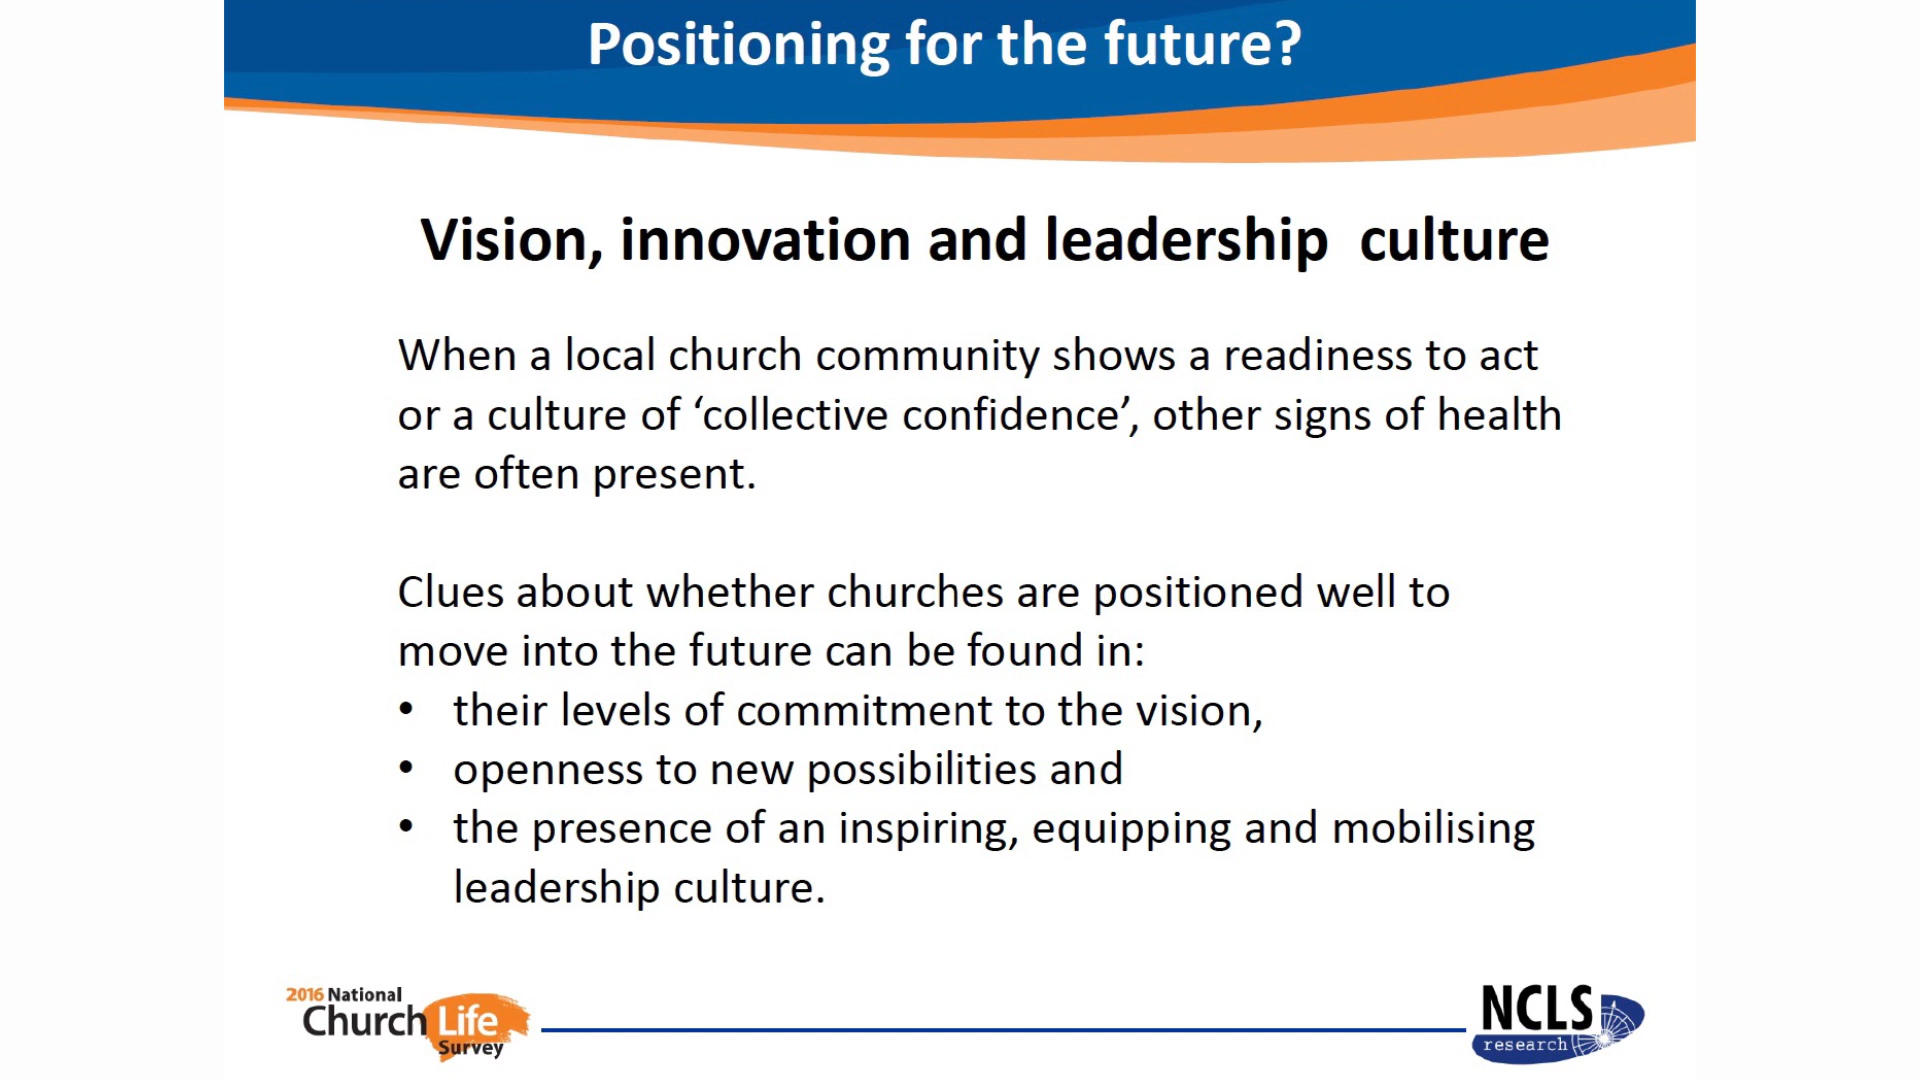 Positioning for the future?
Vision, innovation and leadership culture
When a local church community shows a readiness to act
or a culture of ‘collective confidence’, other signs of health
are often present.
Clues about whether churches are positioned well to
move into the future can be found in:
• their levels of commitment to the vision,
• openness to new possibilities and
• the presence of an inspiring, equipping and mobilising
leadership culture.
2016 National
Church Life
Survey
NCLS
research